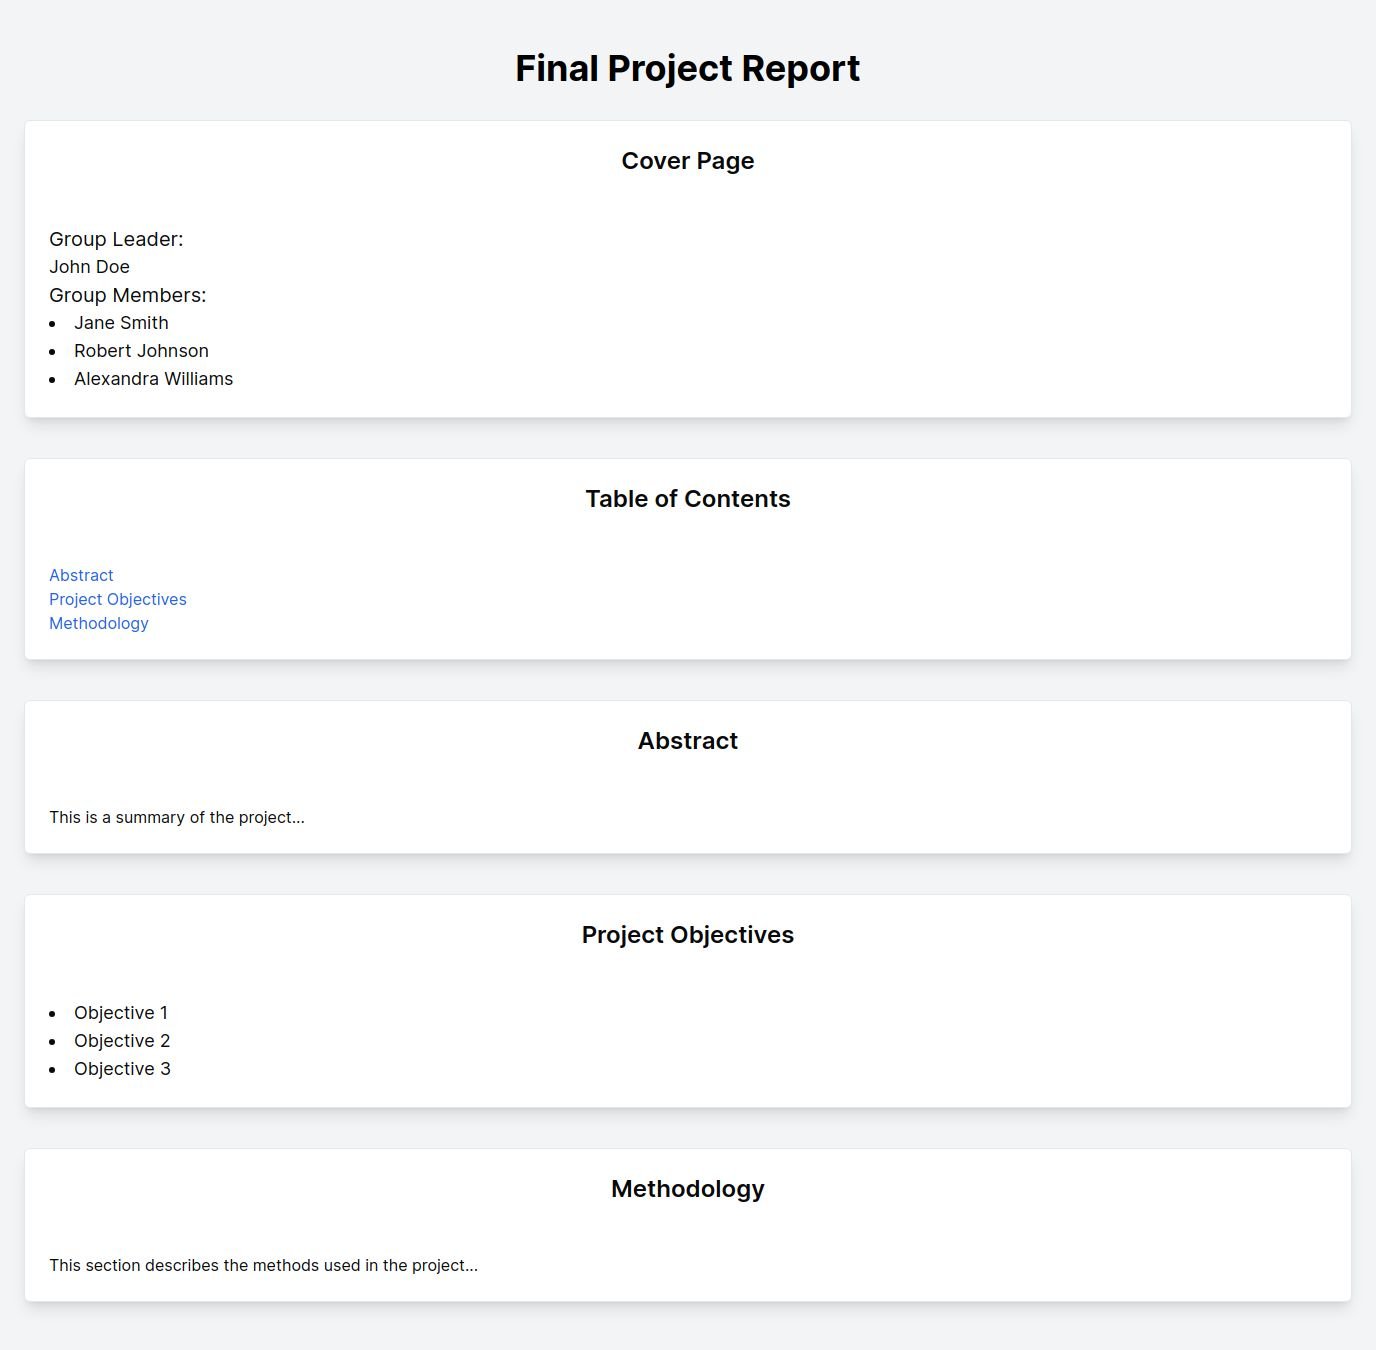 Final Project Report
Cover Page
Group Leader:
John Doe
Group Members:
• Jane Smith
• Robert Johnson
• Alexandra Williams
Table of Contents
Abstract
Project Objectives
Methodology
Abstract
This is a summary of the project...
Project Objectives
• Objective 1
• Objective 2
• Objective 3
Methodology
This section describes the methods used in the project...